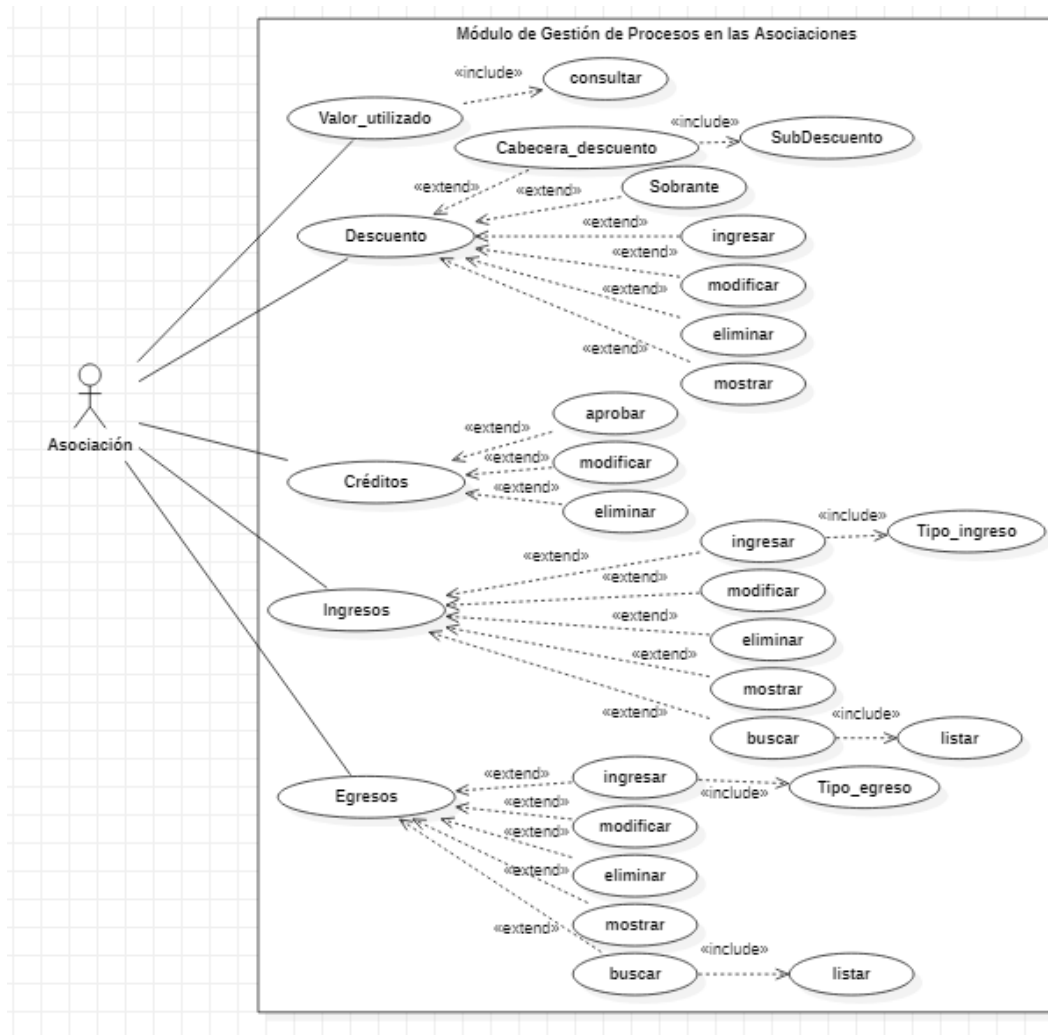 Módulo de Gestión de Procesos en las Asociaciones
«include»
consultar
Valor_utilizado
«include»
SubDescuento
Cabecera_descuento
«extend»
«extend»
Sobrante
Descuento
«extend»
ingresar
«extend»
modificar
«extend»
eliminar
«extend»
mostrar
Asociación
aprobar
«extend»
modificar
«extend»
Créditos
«extend»
eliminar
«include»
Tipo_ingreso
ingresar
«extend»
«extend»
modificar
Ingresos
«extend»
eliminar
«extend»
mostrar
«extend»
«include»
buscar
listar
«extend»
ingresar
Tipo_egreso
«include»
Egresos
«extend»
modificar
«extend»
eliminar
«extend»
mostrar
«extend»
«include»
buscar
listar